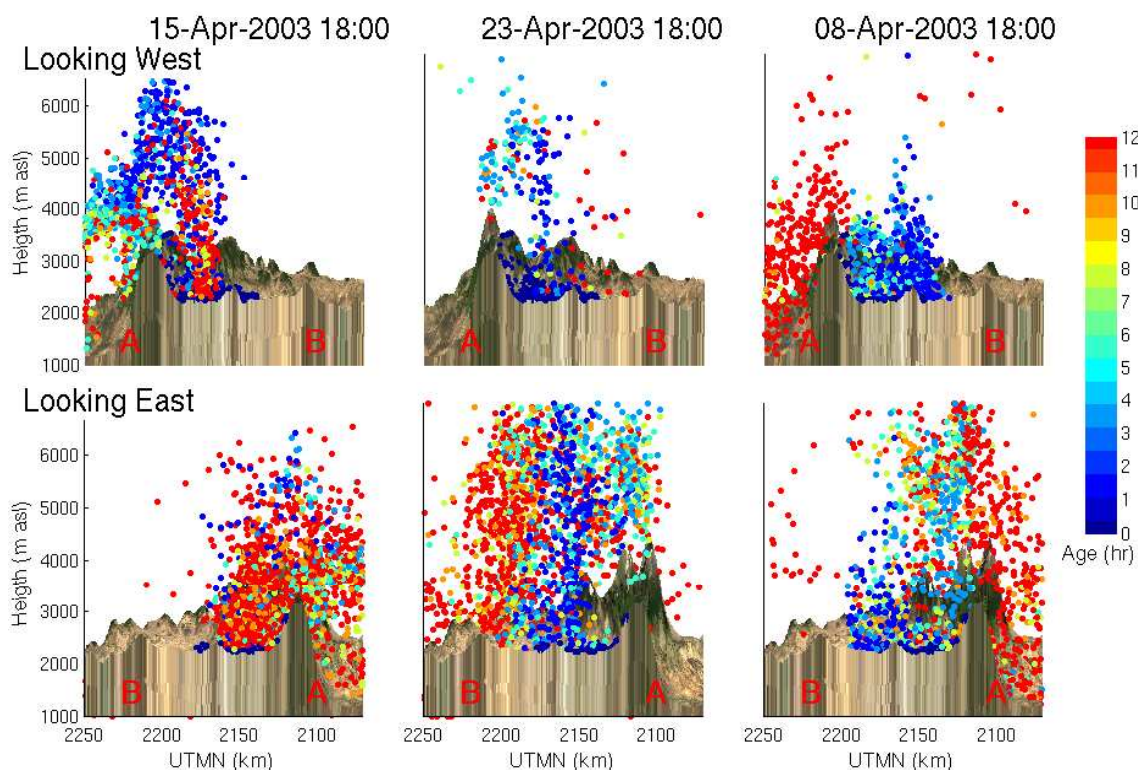 15-Apr-2003 18:00 23-Apr-2003 18:00 08-Apr-2003 18:00
Looking West
6000
5000
4000
3000
2000
1000
Heigth (m asl)
A B A B A B
12
11
10
9
8
7
6
5
4
3
2
1
0
Age (hr)
Looking East
6000
5000
4000
3000
2000
1000
Heigth (m asl)
B A B A B A
2250 2200 2150 2100 2250 2200 2150 2100 2250 2200 2150 2100
UTMN (km) UTMN (km) UTMN (km)